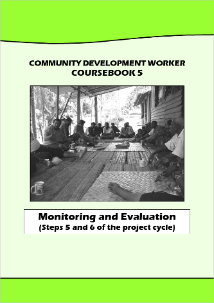 COMMUNITY DEVELOPMENT WORKER
COURSEBOOK 5
Monitoring and Evaluation
(Steps 5 and 6 of the project cycle)